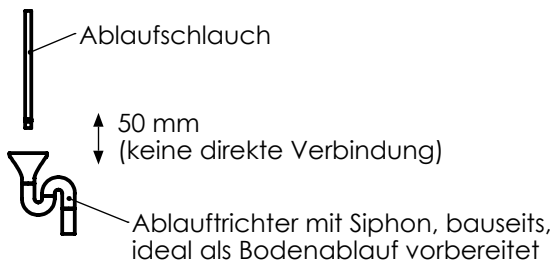 Ablaufschlauch
50 mm
(keine direkte Verbindung)
Ablauftrichter mit Siphon, bauseits,
ideal als Bodenablauf vorbereitet